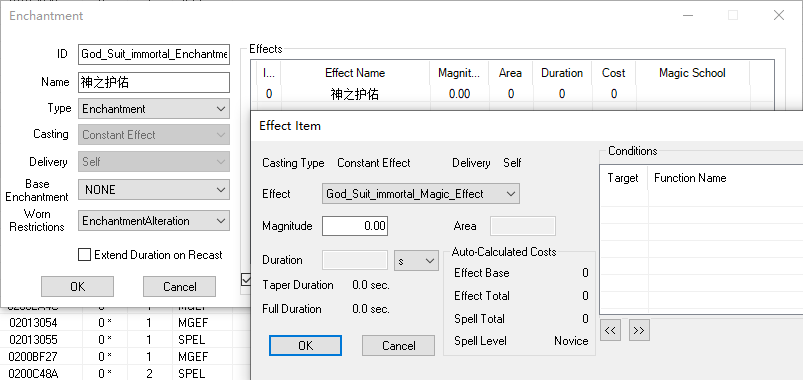 Enchantment
ID God_Suit_immortal_Enchantme
Name 神之护佑
Type Enchantment
Casting Constant Effect
Delivery Self
Base Enchantment NONE
Worn Restrictions EnchantmentAlteration
Extend Duration on Recast
OK Cancel
Effects
I... Effect Name Magnit... Area Duration Cost Magic School
0 神之护佑 0.00 0 0 0
Effect Item
Casting Type Constant Effect Delivery Self
Effect God_Suit_immortal_Magic_Effect
Magnitude 0.00 Area
Duration s
Taper Duration 0.0 sec.
Full Duration 0.0 sec.
OK Cancel
Auto-Calculated Costs
Effect Base 0
Effect Total 0
Spell Total 0
Spell Level Novice
Conditions
Target Function Name
<< >>
02013054 0 * 1 MGEF
02013055 0 * 1 SPEL
0200BF27 0 * 1 MGEF
0200C48A 0 * 2 SPEL